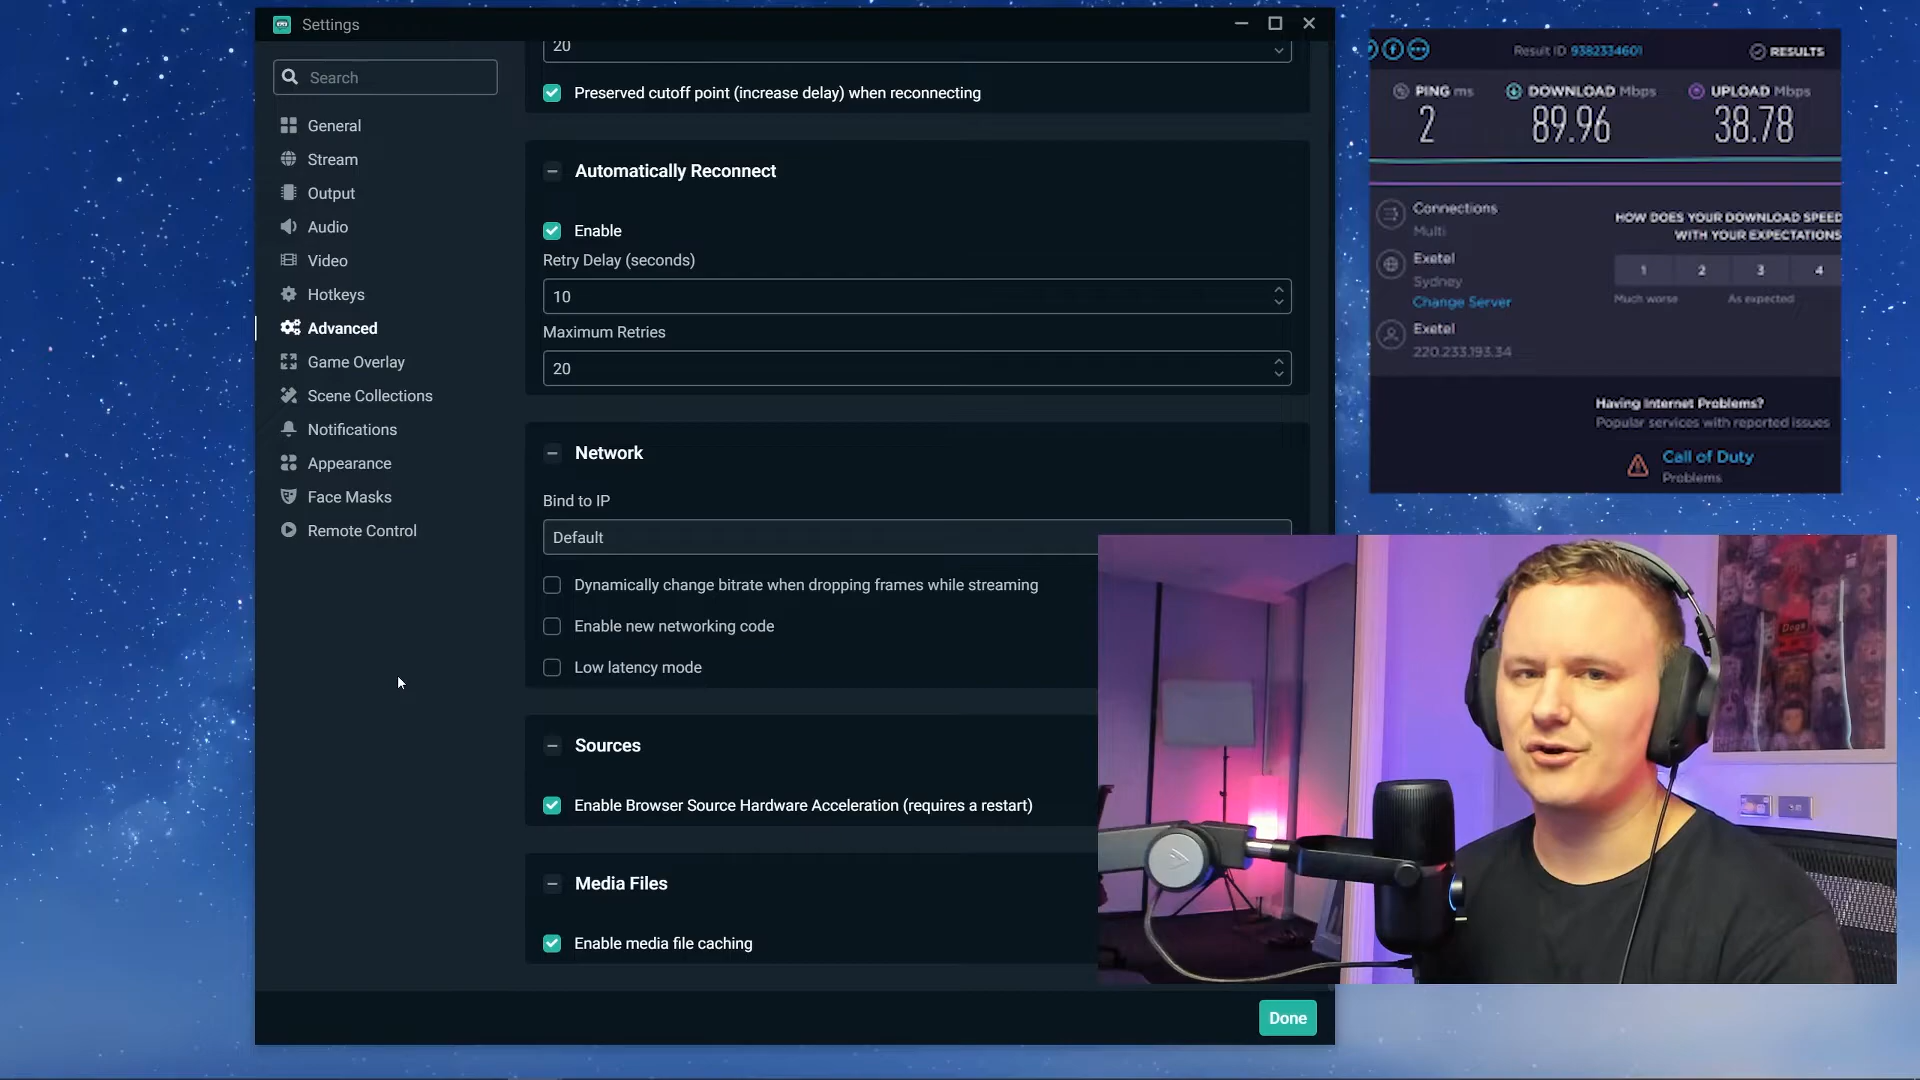 Settings
Search
General
Stream
Output
Audio
Video
Hotkeys
Advanced
Game Overlay
Scene Collections
Notifications
Appearance
Face Masks
Remote Control
20
Preserved cutoff point (increase delay) when reconnecting
Automatically Reconnect
Enable
Retry Delay (seconds)
10
Maximum Retries
20
Network
Bind to IP
Default
Dynamically change bitrate when dropping frames while streaming
Enable new networking code
Low latency mode
Sources
Enable Browser Source Hardware Acceleration (requires a restart)
Media Files
Enable media file caching
Done
Result ID 9382334601
RESULTS
PING ms
DOWNLOAD Mbps
UPLOAD Mbps
2
89.96
38.78
Connections
Multi
Exetel
Sydney
Change Server
Exetel
220.233.193.34
HOW DOES YOUR DOWNLOAD SPEED
WITH YOUR EXPECTATIONS
1 2 3 4
Much worse As expected
Having Internet Problems?
Popular services with reported issues
Call of Duty
Problems
Dogs